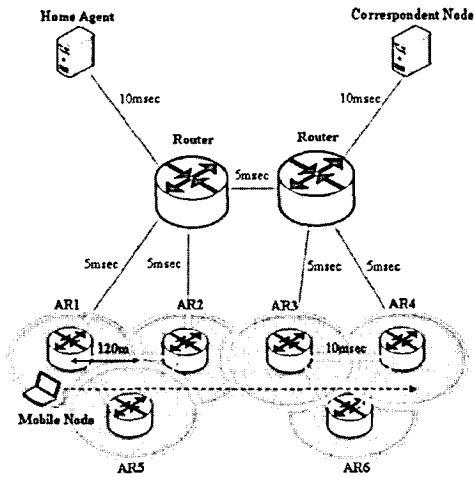 Home Agent
Correspondent Node
10msec
10msec
Router
Router
5msec
5msec
5msec
5msec
5msec
AR1
AR2
AR3
AR4
120m
10msec
Mobile Node
AR5
AR6